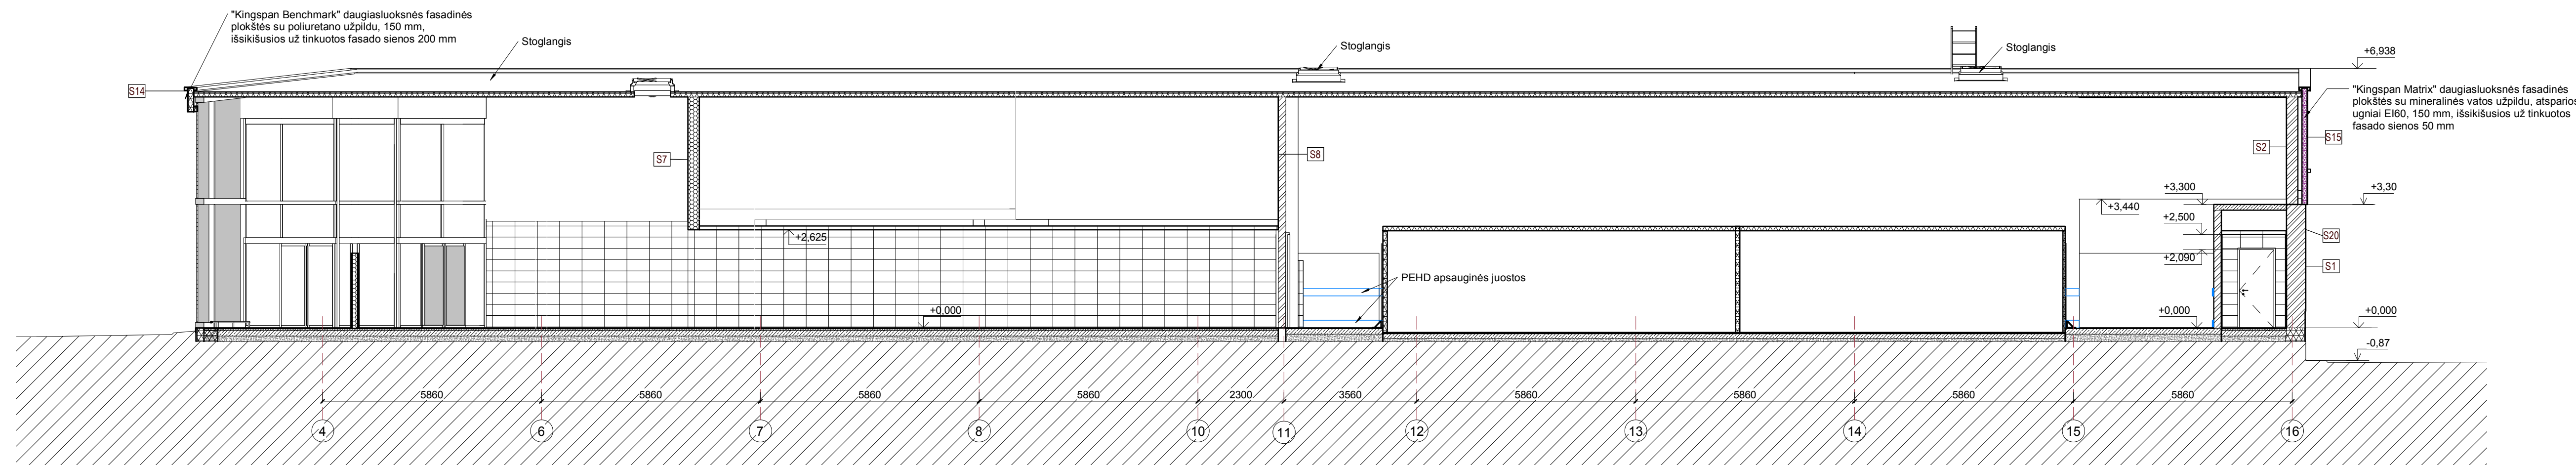 "Kingspan Benchmark" daugiasluoksnės fasadinės
plokštės su poliuretano užpildu, 150 mm,
išsikišusios už tinkuotos fasado sienos 200 mm
Stoglangis
Stoglangis
Stoglangis
+6,938
S14
"Kingspan Matrix" daugiasluoksnės fasadinės
plokštės su mineralinės vatos užpildu, atsparios
ugniai EI60, 150 mm, išsikišusios už tinkuotos
fasado sienos 50 mm
S15
S7
S8
S2
+3,300
+3,30
+3,440
+2,500
+2,625
S20
+2,090
S1
PEHD apsauginės juostos
+0,000
+0,000
+0,000
-0,87
5860
5860
5860
5860
2300
3560
5860
5860
5860
5860
4
6
7
8
10
11
12
13
14
15
16